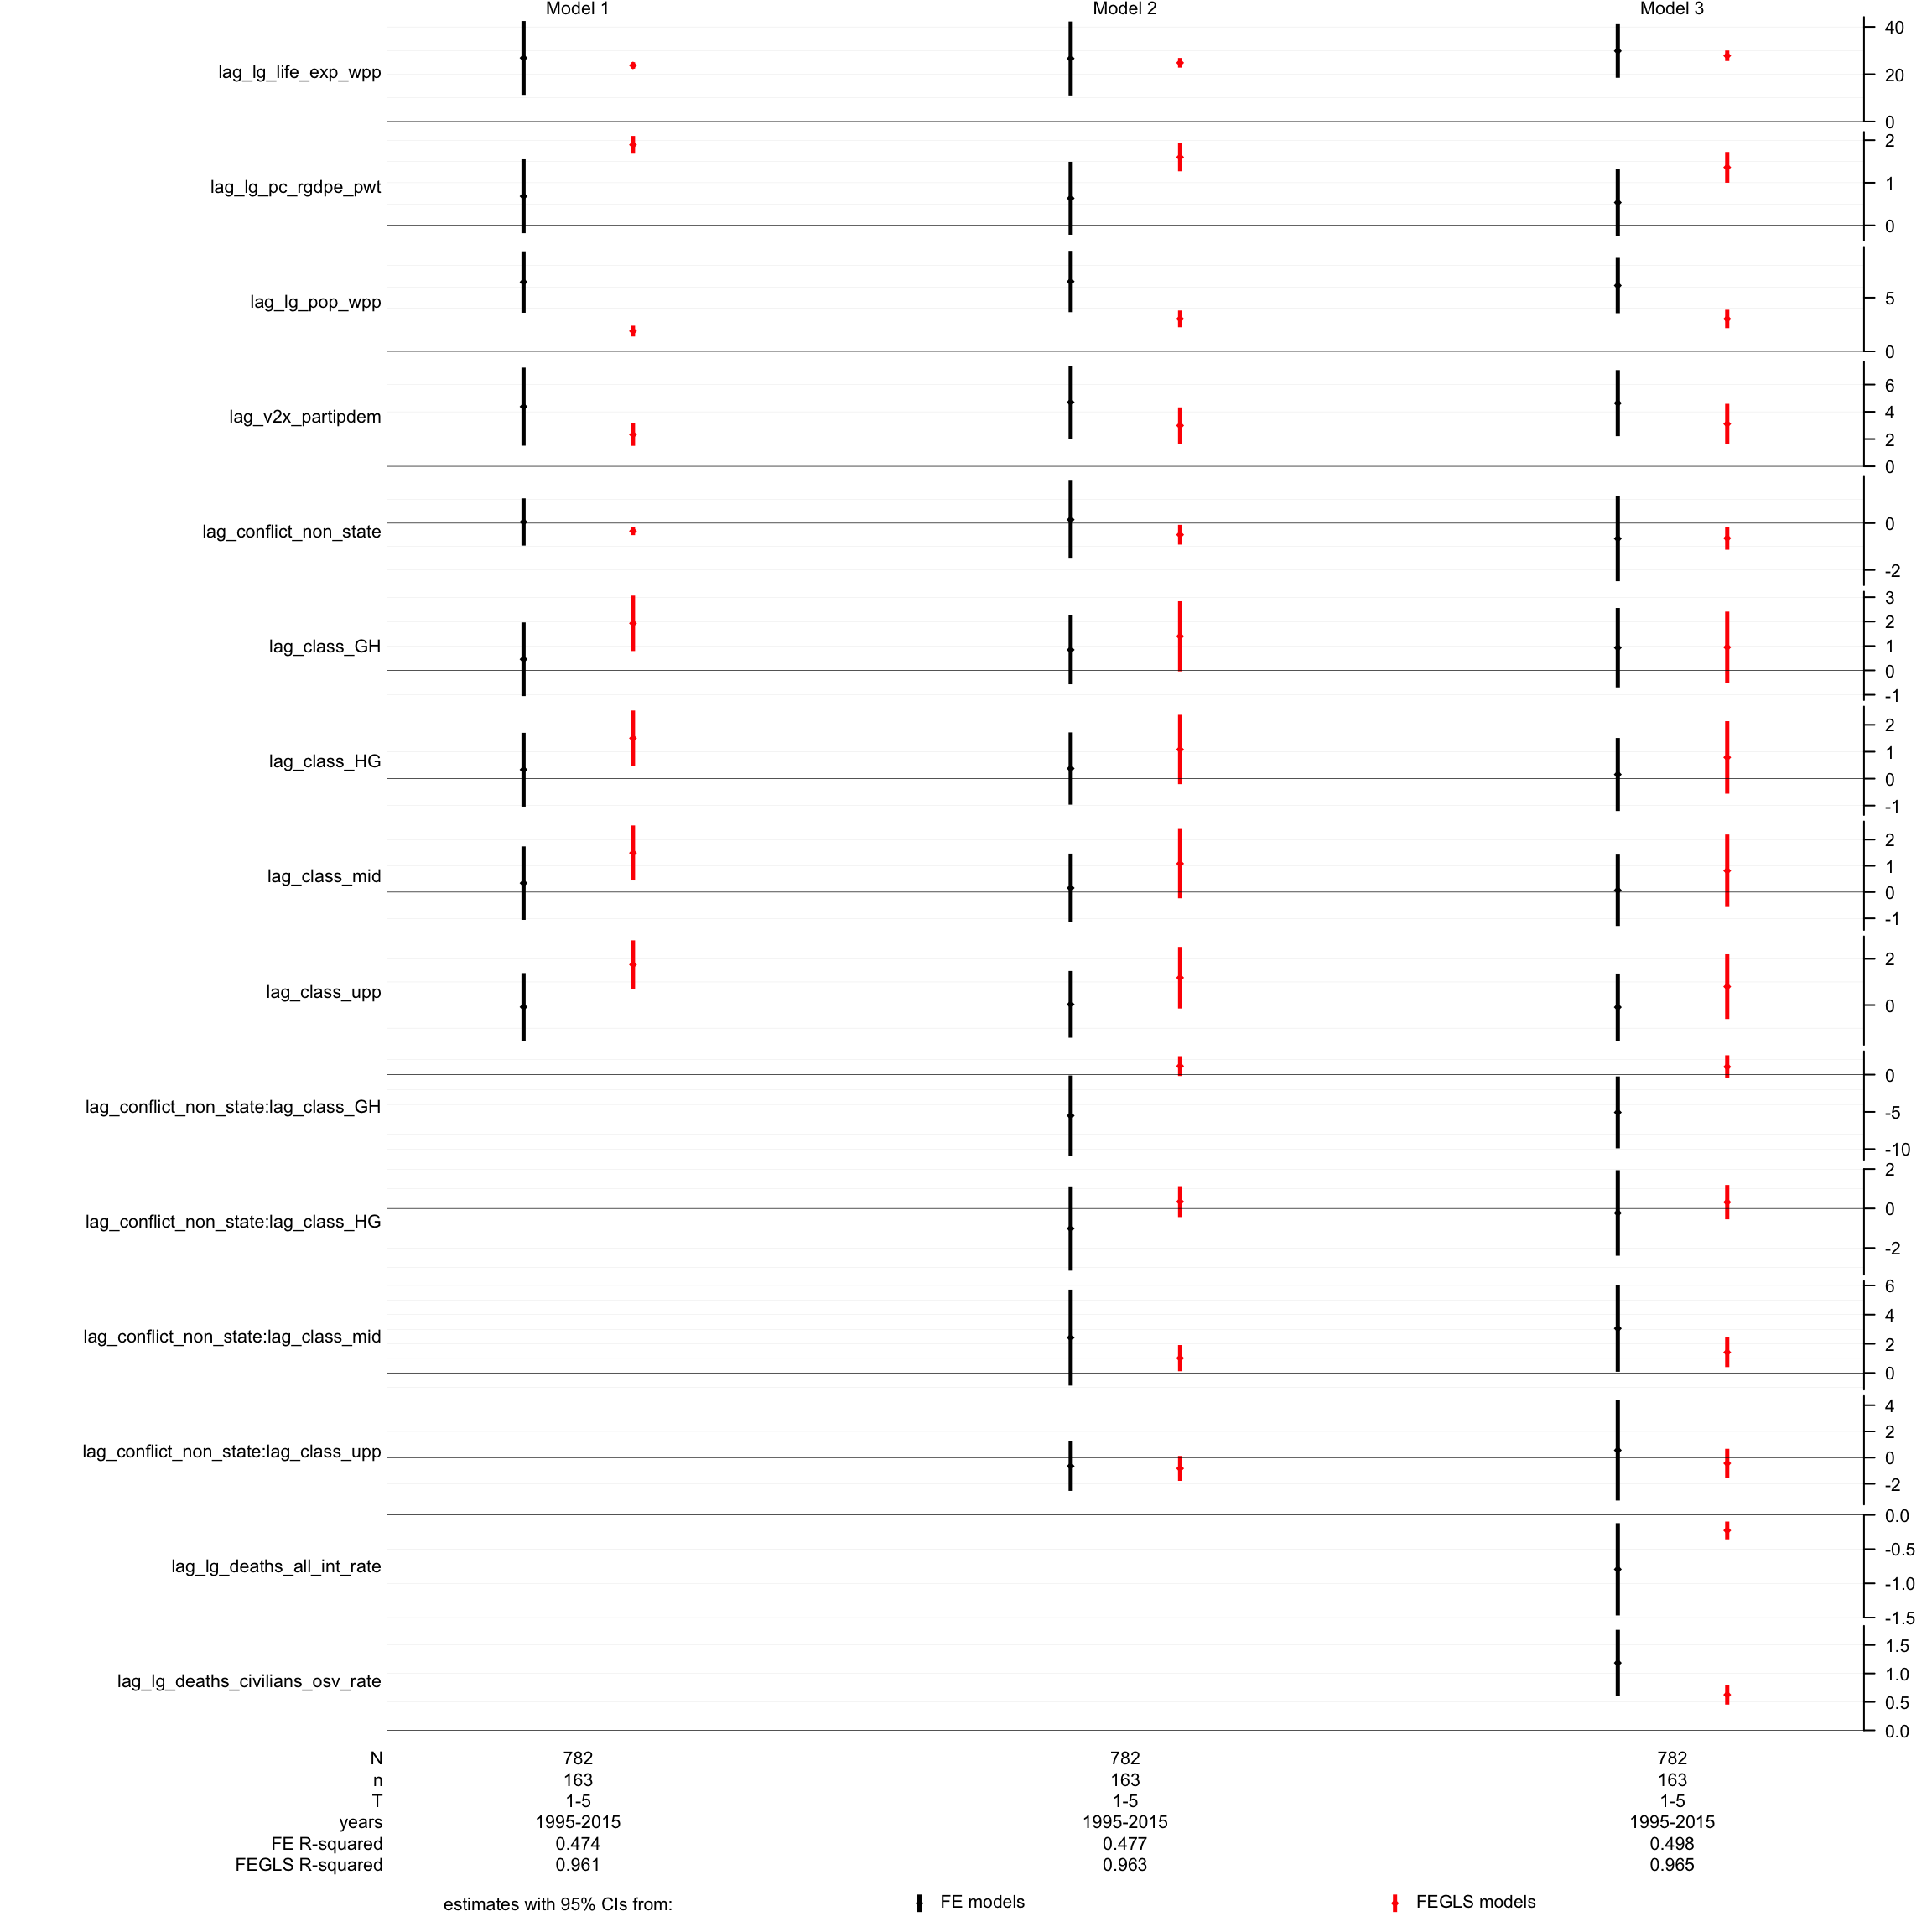 Model 1 Model 2 Model 3
lag_lg_life_exp_wpp
40
20
0
lag_lg_pc_rgdpe_pwt
2
1
0
lag_lg_pop_wpp
5
0
lag_v2x_partipdem
6
4
2
0
lag_conflict_non_state
0
-2
lag_class_GH
3
2
1
0
-1
lag_class_HG
2
1
0
-1
lag_class_mid
2
1
0
-1
lag_class_upp
2
0
lag_conflict_non_state:lag_class_GH
0
-5
-10
lag_conflict_non_state:lag_class_HG
2
0
-2
lag_conflict_non_state:lag_class_mid
6
4
2
0
lag_conflict_non_state:lag_class_upp
4
2
0
-2
lag_lg_deaths_all_int_rate
0.0
-0.5
-1.0
-1.5
lag_lg_deaths_civilians_osv_rate
1.5
1.0
0.5
0.0
N 782 782 782
n 163 163 163
T 1-5 1-5 1-5
years 1995-2015 1995-2015 1995-2015
FE R-squared 0.474 0.477 0.498
FEGLS R-squared 0.961 0.963 0.965
estimates with 95% CIs from: FE models FEGLS models